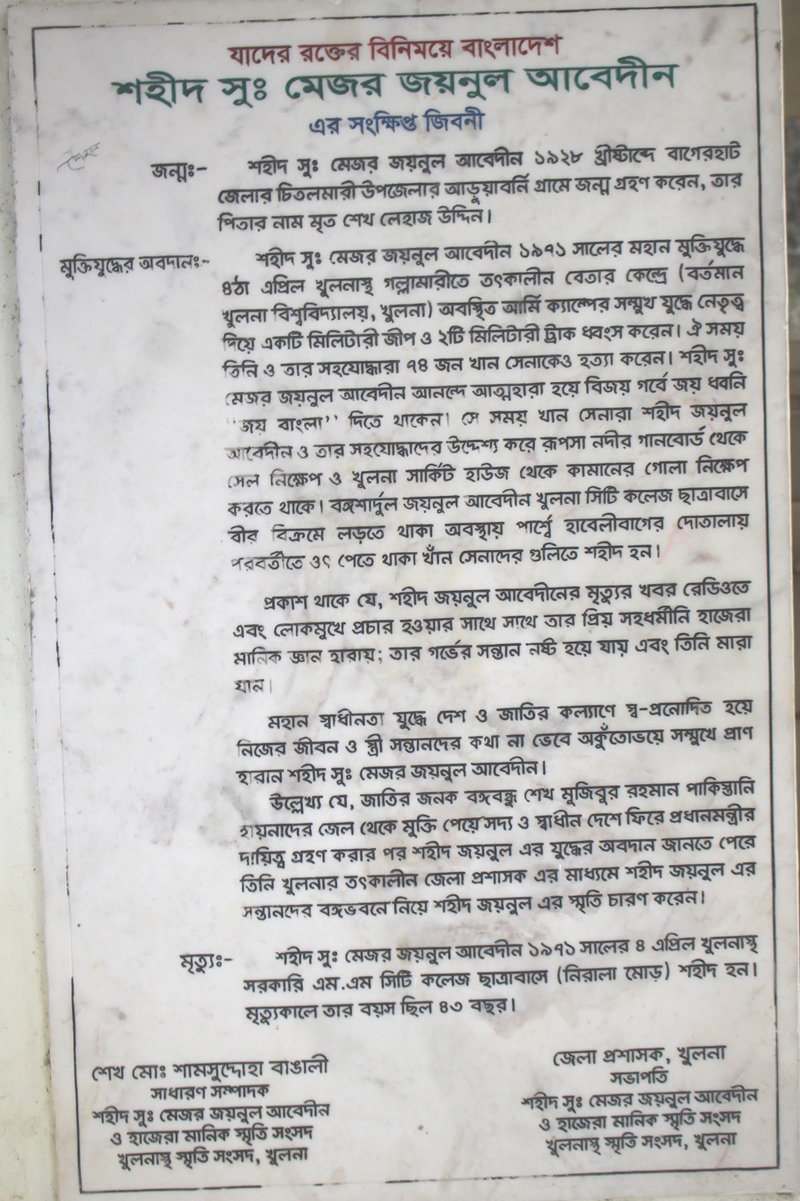 যাদের রক্তের বিনিময়ে বাংলাদেশ
শহীদ সুঃ মেজর জয়নুল আবেদীন
এর সংক্ষিপ্ত জিবনী
জন্মঃ- শহীদ সুঃ মেজর জয়নুল আবেদীন ১৯২৮ খ্রীষ্টাব্দে বাগেরহাট
জেলার চিতলমারী উপজেলার আড়ুয়াবর্নি গ্রামে জন্ম গ্রহণ করেন, তার
পিতার নাম মৃত শেখ লেহাজ উদ্দিন।
মুক্তিযুদ্ধের অবদানঃ- শহীদ সুঃ মেজর জয়নুল আবেদীন ১৯৭১ সালের মহান মুক্তিযুদ্ধে
৪ঠা এপ্রিল খুলনাস্থ গল্লামারীতে তৎকালীন বেতার কেন্দ্রে (বর্তমান
খুলনা বিশ্ববিদ্যালয়, খুলনা) অবস্থিত আর্মি ক্যাম্পের সম্মুখ যুদ্ধে নেতৃত্ব
দিয়ে একটি মিলিটারী জীপ ও ২টি মিলিটারী ট্রাক ধ্বংস করেন। ঐ সময়
তিনি ও তার সহযোদ্ধারা ৭৪ জন খান সেনাকেও হত্যা করেন। শহীদ সুঃ
মেজর জয়নুল আবেদীন আনন্দে আত্মহারা হয়ে বিজয় গর্বে জয় ধবনি
"জয় বাংলা" দিতে থাকেন। সে সময় খান সেনারা শহীদ জয়নুল
আবেদীন ও তার সহযোদ্ধাদের উদ্দেশ্য করে রূপসা নদীর গানবোর্ড থেকে
সেল নিক্ষেপ ও খুলনা সার্কিট হাউজ থেকে কামানের গোলা নিক্ষেপ
করতে থাকে। বঙ্গশার্দুল জয়নুল আবেদীন খুলনা সিটি কলেজ ছাত্রাবাসে
বীর বিক্রমে লড়তে থাকা অবস্থায় পার্শ্বে হাবেলীবাগের দোতালায়
পরবর্তীতে ওৎ পেতে থাকা খাঁন সেনাদের গুলিতে শহীদ হন।
প্রকাশ থাকে যে, শহীদ জয়নুল আবেদীনের মৃত্যুর খবর রেডিওতে
এবং লোকমুখে প্রচার হওয়ার সাথে সাথে তার প্রিয় সহধর্মীনি হাজেরা
মানিক জ্ঞান হারায়; তার গর্ভের সন্তান নষ্ট হয়ে যায় এবং তিনি মারা
যান।
মহান স্বাধীনতা যুদ্ধে দেশ ও জাতির কল্যাণে স্ব-প্রনোদিত হয়ে
নিজের জীবন ও স্ত্রী সন্তানদের কথা না ভেবে অকুঁতোভয়ে সম্মুখে প্রাণ
হারান শহীদ সুঃ মেজর জয়নুল আবেদীন।
উল্লেখ্য যে, জাতির জনক বঙ্গবন্ধু শেখ মুজিবুর রহমান পাকিস্তানি
হায়নাদের জেল থেকে মুক্তি পেয়ে সদ্য ও স্বাধীন দেশে ফিরে প্রধানমন্ত্রীর
দায়িত্ব গ্রহণ করার পর শহীদ জয়নুল এর যুদ্ধের অবদান জানতে পেরে
তিনি খুলনার তৎকালীন জেলা প্রশাসক এর মাধ্যমে শহীদ জয়নুল এর
সন্তানদের বঙ্গভবনে নিয়ে শহীদ জয়নুল এর স্মৃতি চারণ করেন।
মৃত্যুঃ- শহীদ সুঃ মেজর জয়নুল আবেদীন ১৯৭১ সালের ৪ এপ্রিল খুলনাস্থ
সরকারি এম.এম সিটি কলেজ ছাত্রাবাসে (নিরালা মোড়) শহীদ হন।
মৃত্যুকালে তার বয়স ছিল ৪৩ বছর।
শেখ মোঃ শামসুদ্দোহা বাঙালী
সাধারণ সম্পাদক
শহীদ সুঃ মেজর জয়নুল আবেদীন
ও হাজেরা মানিক স্মৃতি সংসদ
খুলনাস্থ স্মৃতি সংসদ, খুলনা
জেলা প্রশাসক, খুলনা
সভাপতি
শহীদ সুঃ মেজর জয়নুল আবেদীন
ও হাজেরা মানিক স্মৃতি সংসদ
খুলনাস্থ স্মৃতি সংসদ, খুলনা